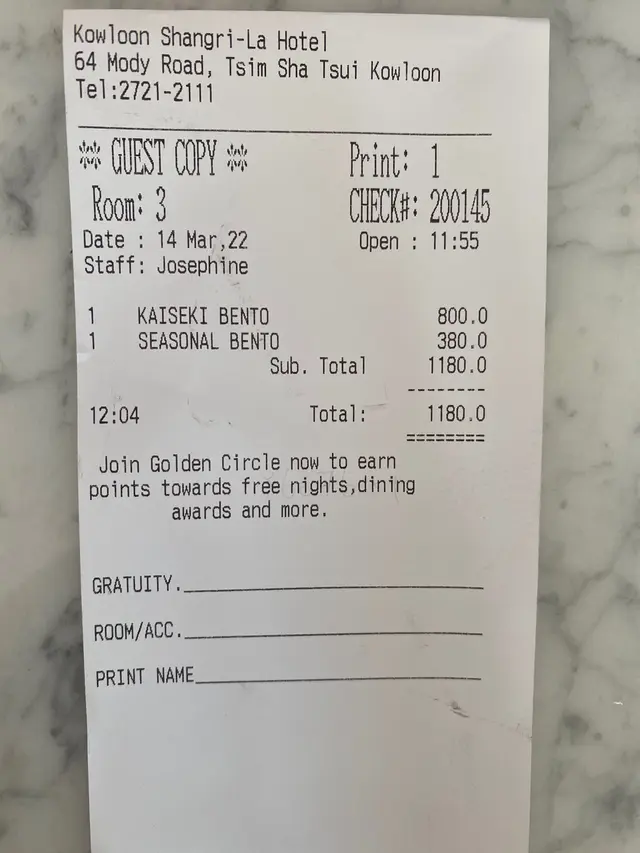 Kowloon Shangri-La Hotel
64 Mody Road, Tsim Sha Tsui Kowloon
Tel:2721-2111
** GUEST COPY ** Print: 1
Room: 3 CHECK#: 200145
Date : 14 Mar,22 Open : 11:55
Staff: Josephine
1 KAISEKI BENTO 800.0
1 SEASONAL BENTO 380.0
Sub. Total 1180.0
--------
12:04 Total: 1180.0
========
Join Golden Circle now to earn
points towards free nights,dining
awards and more.
GRATUITY.
ROOM/ACC.
PRINT NAME